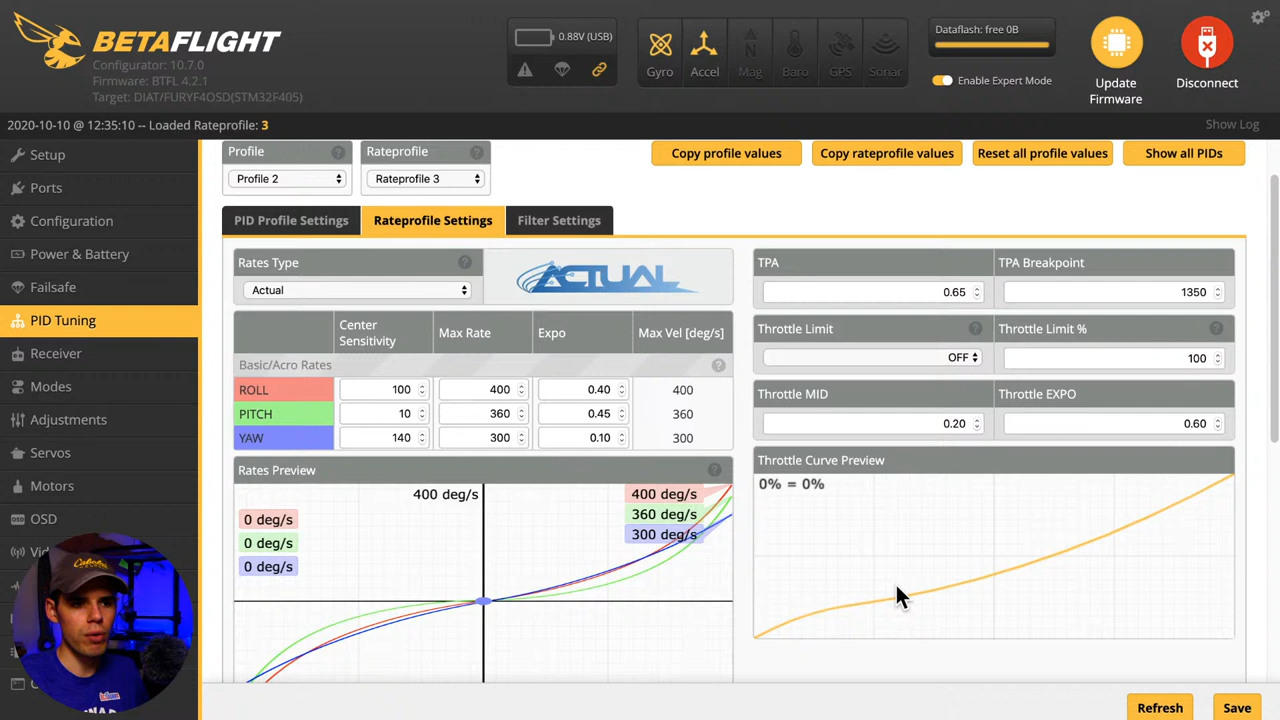 BETAFLIGHT
Configurator: 10.7.0
Firmware: BTFL 4.2.1
Target: DIAT/FURYF4OSD(STM32F405)
0.88V (USB)
Gyro
Accel
Mag
Baro
GPS
Sonar
Dataflash: free 0B
Enable Expert Mode
Update
Firmware
Disconnect
2020-10-10 @ 12:35:10 -- Loaded Rateprofile: 3
Show Log
Setup
Ports
Configuration
Power & Battery
Failsafe
PID Tuning
Receiver
Modes
Adjustments
Servos
Motors
OSD
Profile
Profile 2
Rateprofile
Rateprofile 3
Copy profile values
Copy rateprofile values
Reset all profile values
Show all PIDs
PID Profile Settings
Rateprofile Settings
Filter Settings
Rates Type
Actual
ACTUAL
Center
Sensitivity
Max Rate
Expo
Max Vel [deg/s]
Basic/Acro Rates
ROLL 100 400 0.40 400
PITCH 10 360 0.45 360
YAW 140 300 0.10 300
Rates Preview
400 deg/s
400 deg/s
360 deg/s
300 deg/s
0 deg/s
0 deg/s
0 deg/s
TPA
0.65
TPA Breakpoint
1350
Throttle Limit
OFF
Throttle Limit %
100
Throttle MID
0.20
Throttle EXPO
0.60
Throttle Curve Preview
0% = 0%
Refresh
Save